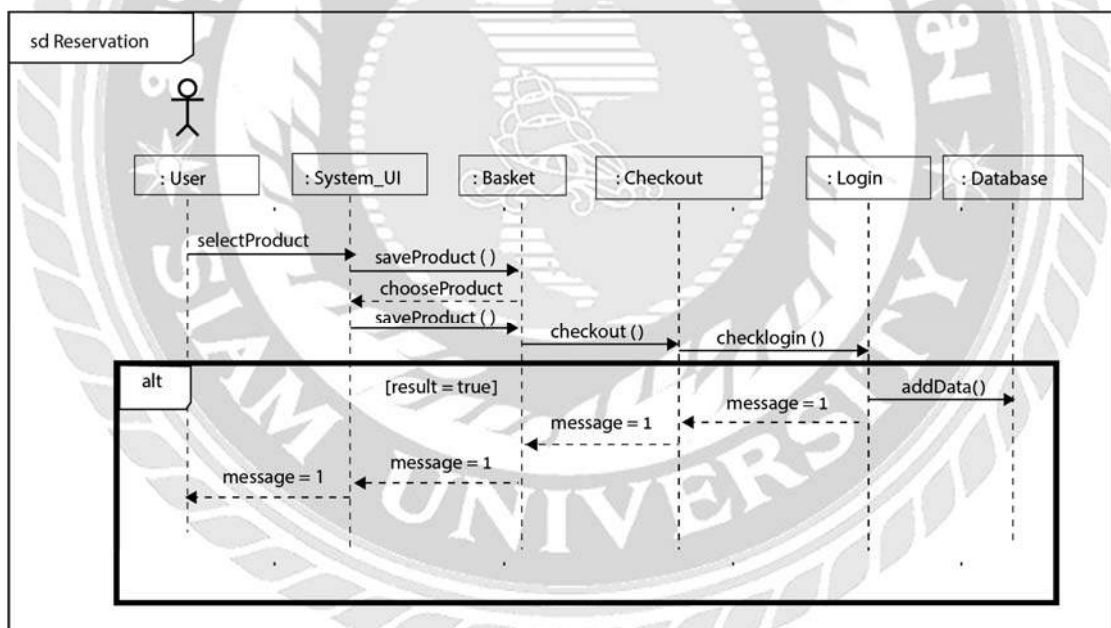 sd Reservation
: User
: System_UI
: Basket
: Checkout
: Login
: Database
selectProduct
saveProduct ( )
chooseProduct
saveProduct ( )
checkout ( )
checklogin ( )
alt
[result = true]
addData()
message = 1
message = 1
message = 1
message = 1
SIAM UNIVERSITY